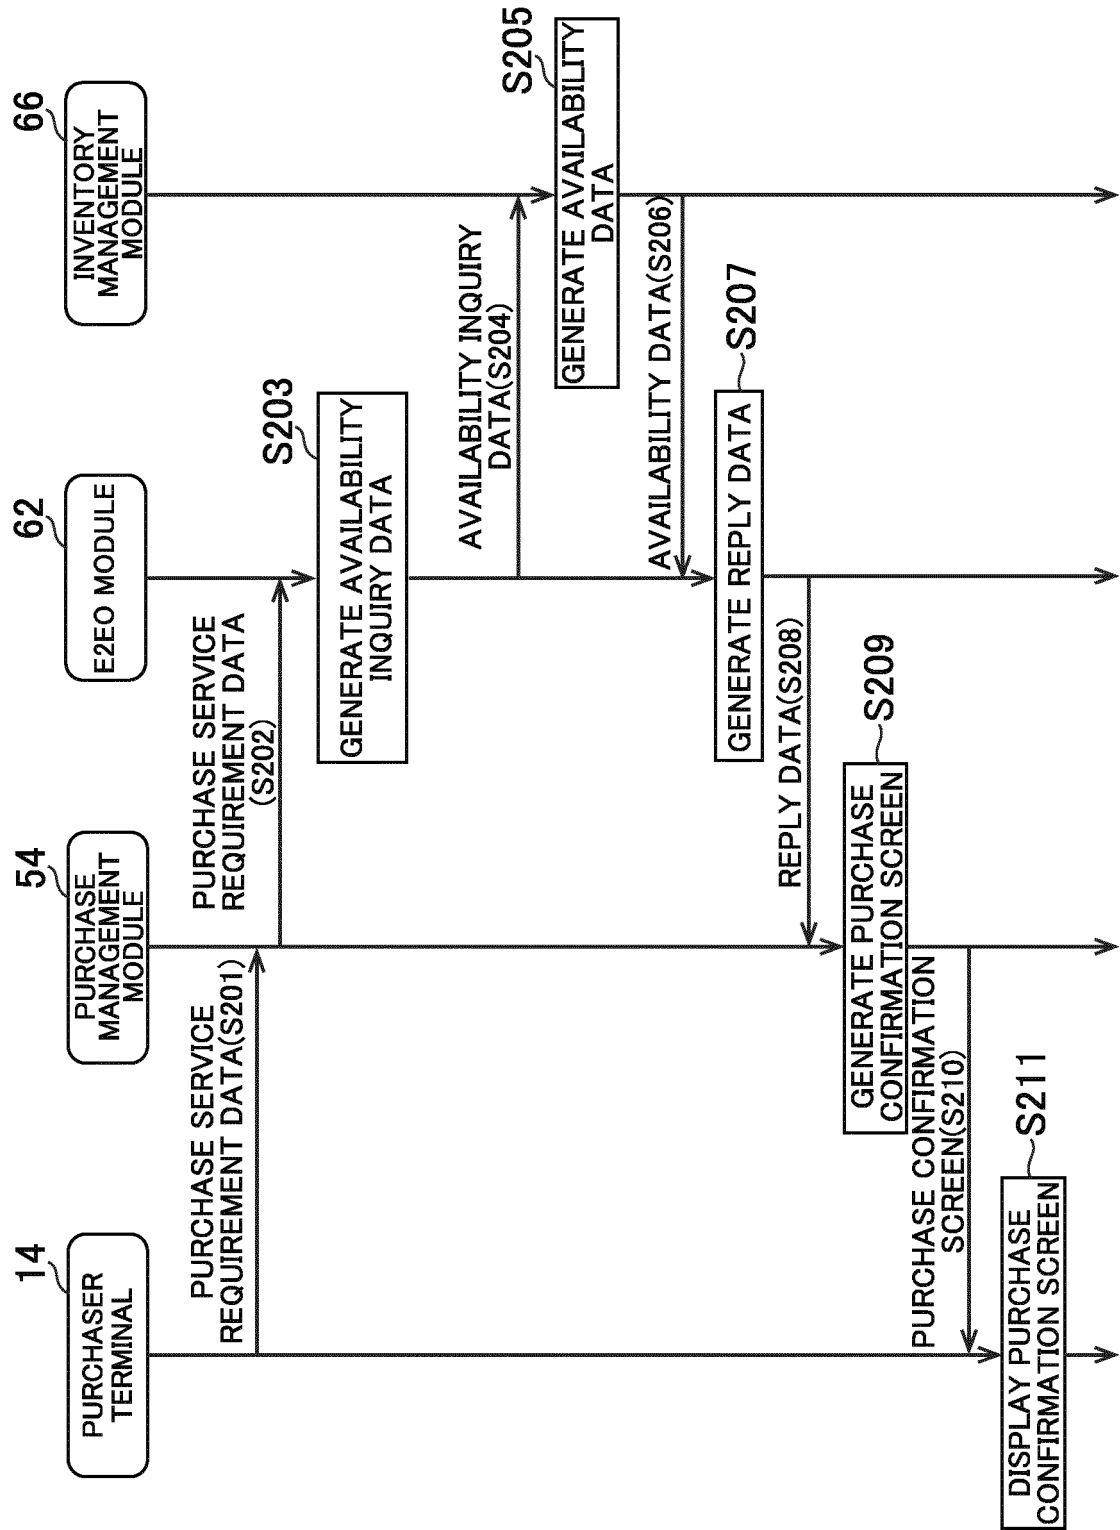 14
PURCHASER
TERMINAL
54
PURCHASE
MANAGEMENT
MODULE
62
E2EO MODULE
66
INVENTORY
MANAGEMENT
MODULE
PURCHASE SERVICE
REQUIREMENT DATA(S201)
PURCHASE SERVICE
REQUIREMENT DATA
(S202)
S203
GENERATE AVAILABILITY
INQUIRY DATA
AVAILABILITY INQUIRY
DATA(S204)
S205
GENERATE AVAILABILITY
DATA
AVAILABILITY DATA(S206)
S207
GENERATE REPLY DATA
REPLY DATA(S208)
S209
GENERATE PURCHASE
CONFIRMATION SCREEN
PURCHASE CONFIRMATION
SCREEN(S210)
S211
DISPLAY PURCHASE
CONFIRMATION SCREEN